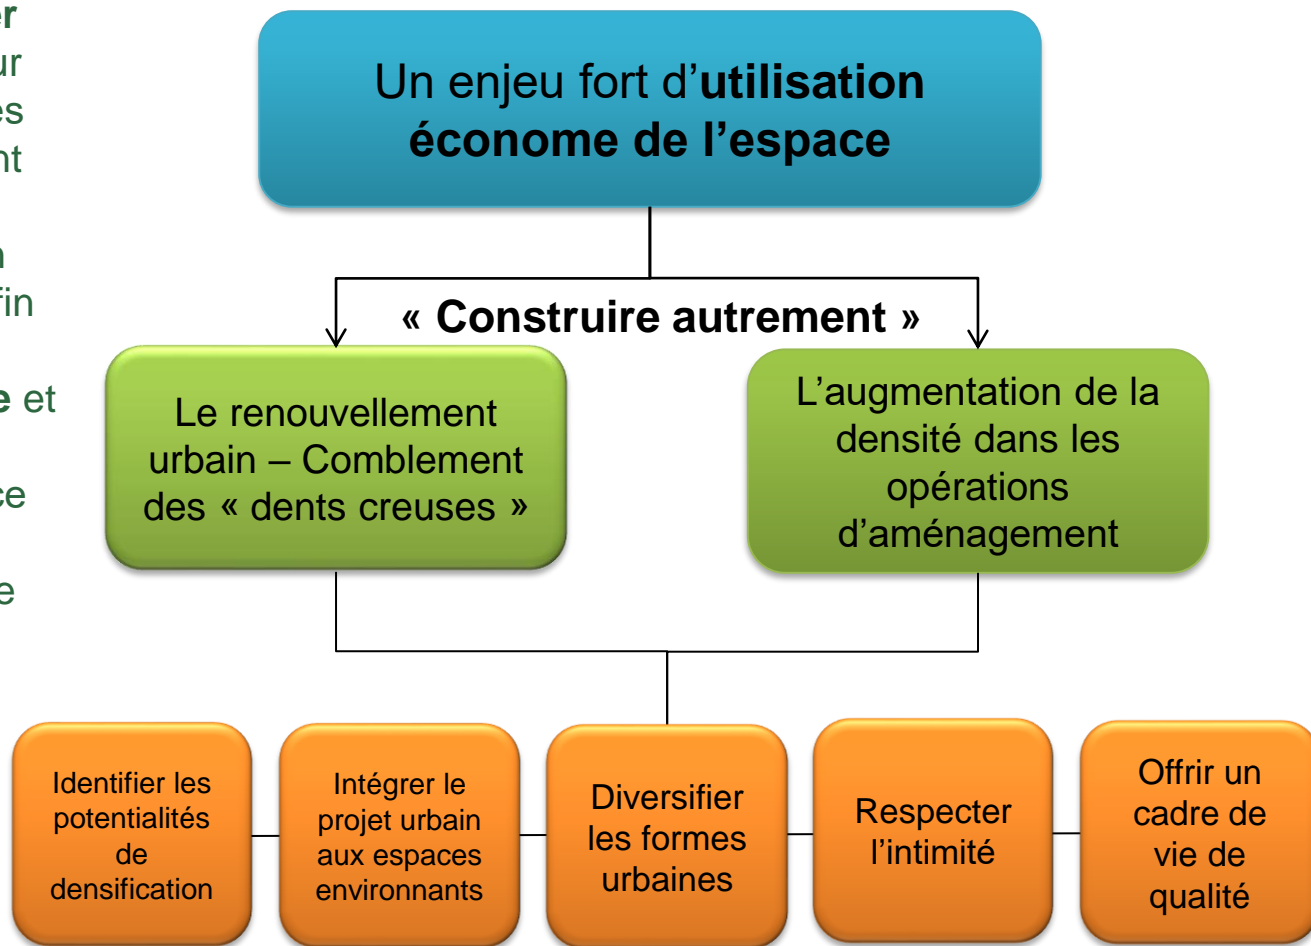 Un enjeu fort d’utilisation
économe de l’espace
« Construire autrement »
Le renouvellement
urbain – Comblement
des « dents creuses »
L’augmentation de la
densité dans les
opérations
d’aménagement
Identifier les
potentialités
de
densification
Intégrer le
projet urbain
aux espaces
environnants
Diversifier
les formes
urbaines
Respecter
l’intimité
Offrir un
cadre de
vie de
qualité
et